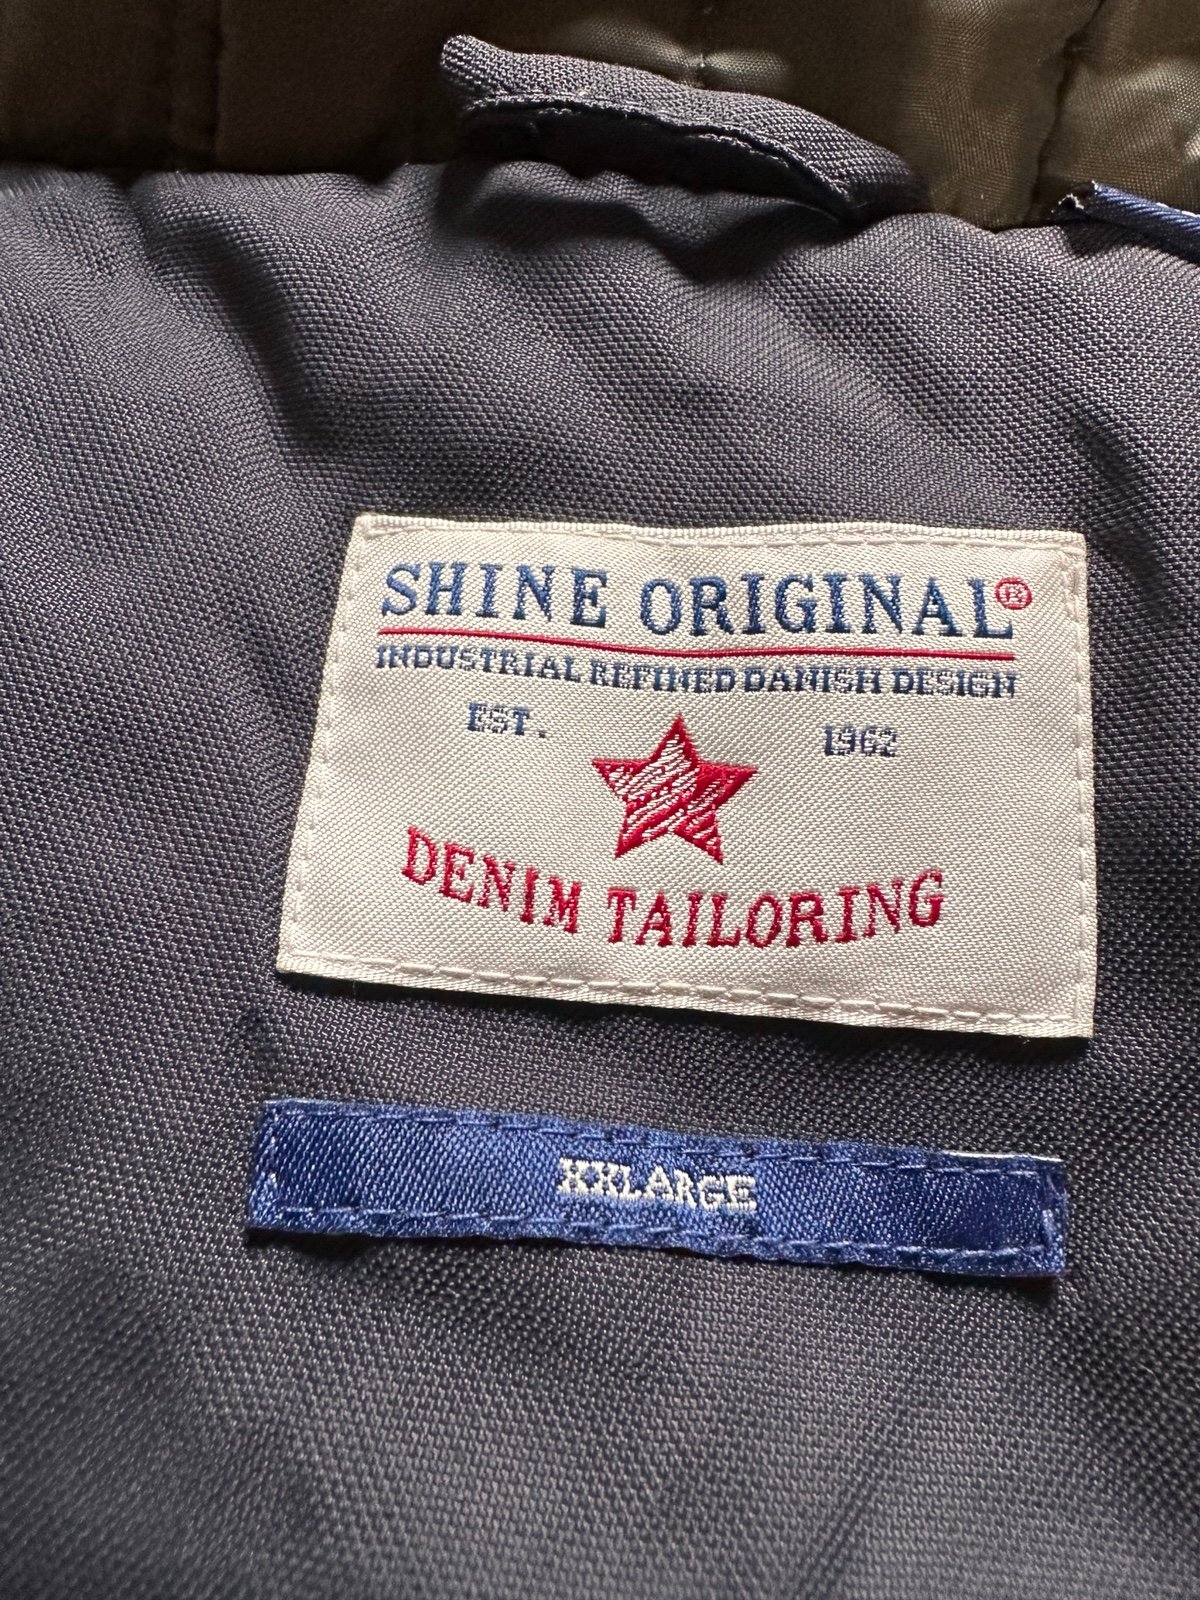 SHINE ORIGINAL®
INDUSTRIAL REFINED DANISH DESIGN
EST. 1962
DENIM TAILORING
XXLARGE